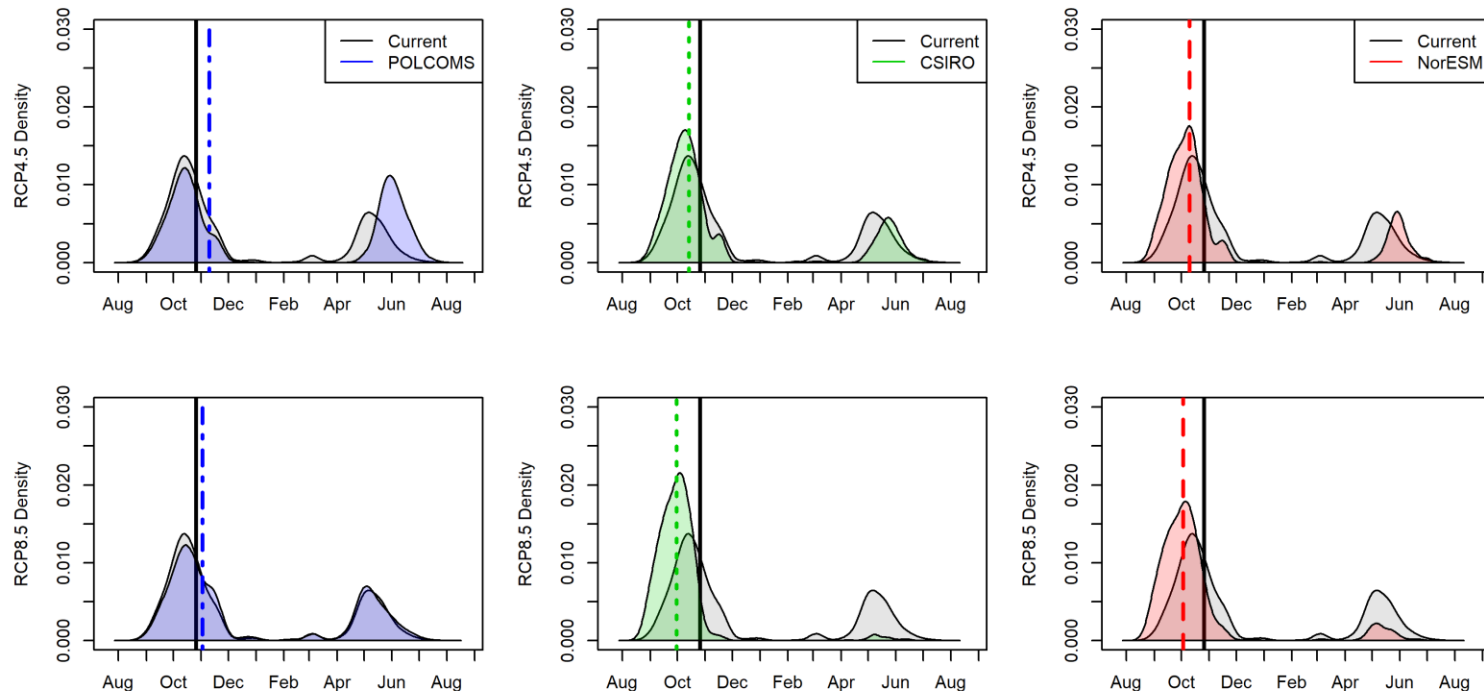 RCP4.5 Density
0.000 0.010 0.020 0.030
Current
POLCOMS
Aug Oct Dec Feb Apr Jun Aug
RCP4.5 Density
0.000 0.010 0.020 0.030
Current
CSIRO
Aug Oct Dec Feb Apr Jun Aug
RCP4.5 Density
0.000 0.010 0.020 0.030
Current
NorESM
Aug Oct Dec Feb Apr Jun Aug
RCP8.5 Density
0.000 0.010 0.020 0.030
Aug Oct Dec Feb Apr Jun Aug
RCP8.5 Density
0.000 0.010 0.020 0.030
Aug Oct Dec Feb Apr Jun Aug
RCP8.5 Density
0.000 0.010 0.020 0.030
Aug Oct Dec Feb Apr Jun Aug